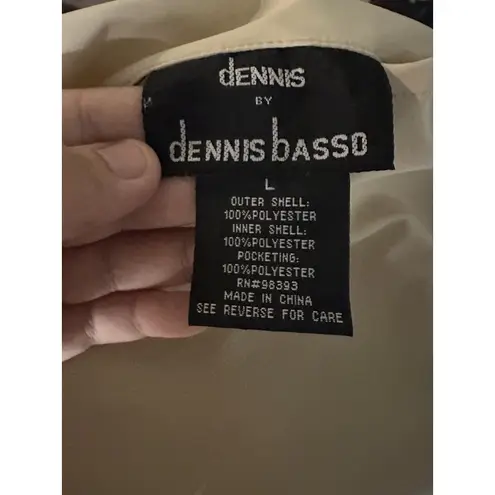 dENNIS
BY
dENNIS bASSO
L
OUTER SHELL:
100%POLYESTER
INNER SHELL:
100%POLYESTER
POCKETING:
100%POLYESTER
RN#98393
MADE IN CHINA
SEE REVERSE FOR CARE